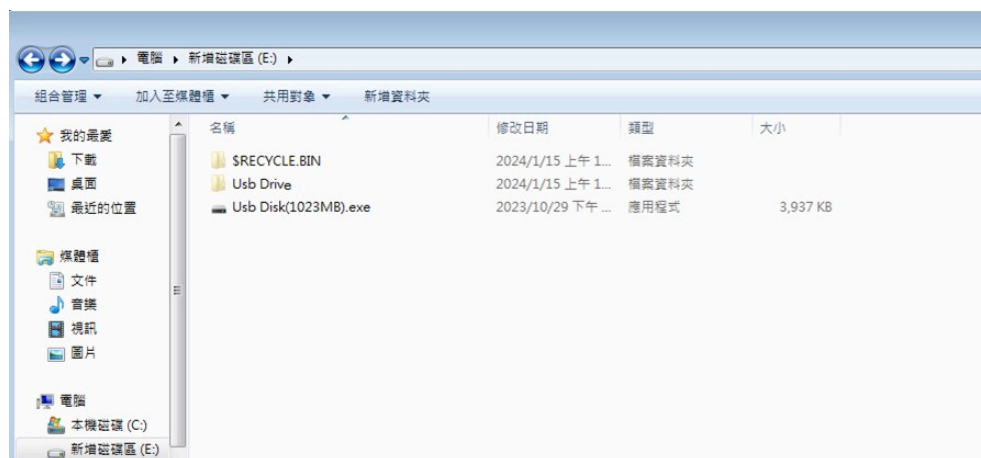 電腦 ▸ 新增磁碟區 (E:) ▸
組合管理 ▼ 加入至媒體櫃 ▼ 共用對象 ▼ 新增資料夾
名稱 修改日期 類型 大小
$RECYCLE.BIN 2024/1/15 上午 1... 檔案資料夾
Usb Drive 2024/1/15 上午 1... 檔案資料夾
Usb Disk(1023MB).exe 2023/10/29 下午 ... 應用程式 3,937 KB
我的最愛
下載
桌面
最近的位置
媒體櫃
文件
音樂
視訊
圖片
電腦
本機磁碟 (C:)
新增磁碟區 (E:)